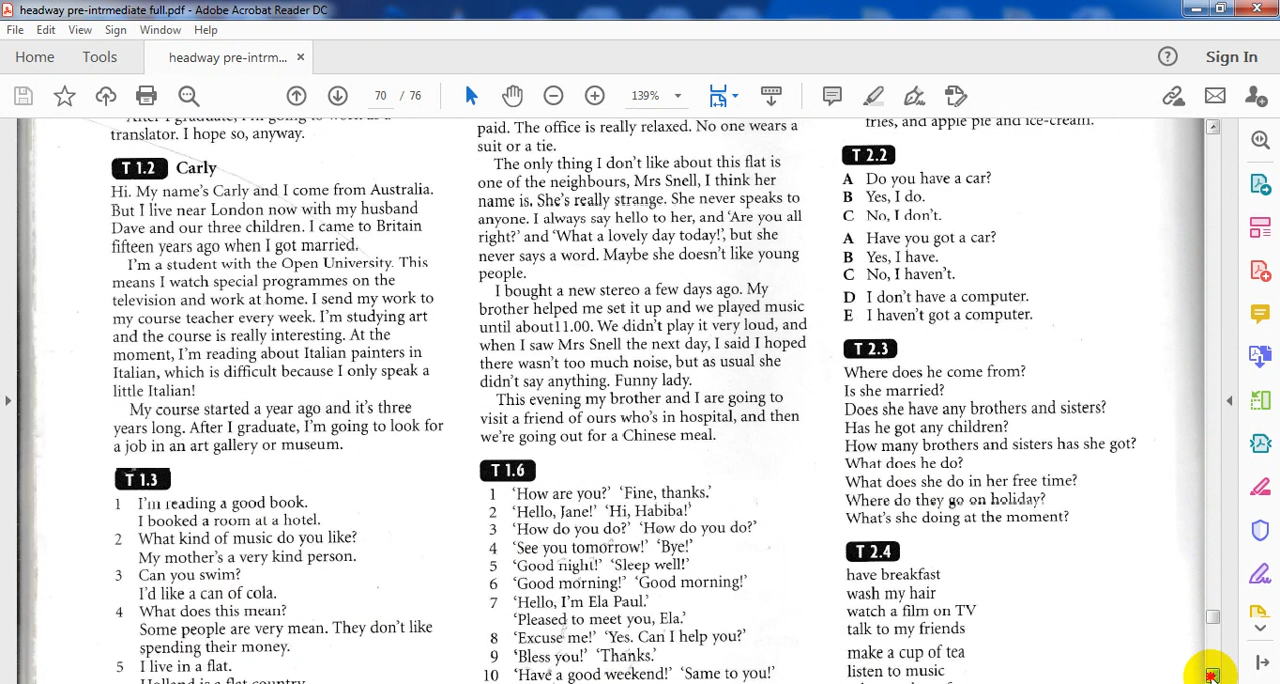 headway pre-intrmediate full.pdf - Adobe Acrobat Reader DC
File Edit View Sign Window Help
Home Tools headway pre-intrm... ×
Sign In
70 / 76
139%
translator. I hope so, anyway.
T 1.2 Carly
Hi. My name's Carly and I come from Australia.
But I live near London now with my husband
Dave and our three children. I came to Britain
fifteen years ago when I got married.
I'm a student with the Open University. This
means I watch special programmes on the
television and work at home. I send my work to
my course teacher every week. I'm studying art
and the course is really interesting. At the
moment, I'm reading about Italian painters in
Italian, which is difficult because I only speak a
little Italian!
My course started a year ago and it's three
years long. After I graduate, I'm going to look for
a job in an art gallery or museum.
T 1.3
1 I'm reading a good book.
I booked a room at a hotel.
2 What kind of music do you like?
My mother's a very kind person.
3 Can you swim?
I'd like a can of cola.
4 What does this mean?
Some people are very mean. They don't like
spending their money.
5 I live in a flat.
Holland is a flat country.
paid. The office is really relaxed. No one wears a
suit or a tie.
The only thing I don't like about this flat is
one of the neighbours, Mrs Snell, I think her
name is. She's really strange. She never speaks to
anyone. I always say hello to her, and 'Are you all
right?' and 'What a lovely day today!', but she
never says a word. Maybe she doesn't like young
people.
I bought a new stereo a few days ago. My
brother helped me set it up and we played music
until about11.00. We didn't play it very loud, and
when I saw Mrs Snell the next day, I said I hoped
there wasn't too much noise, but as usual she
didn't say anything. Funny lady.
This evening my brother and I are going to
visit a friend of ours who's in hospital, and then
we're going out for a Chinese meal.
T 1.6
1 'How are you?' 'Fine, thanks.'
2 'Hello, Jane!' 'Hi, Habiba!'
3 'How do you do?' 'How do you do?'
4 'See you tomorrow!' 'Bye!'
5 'Good night!' 'Sleep well!'
6 'Good morning!' 'Good morning!'
7 'Hello, I'm Ela Paul.'
'Pleased to meet you, Ela.'
8 'Excuse me!' 'Yes. Can I help you?'
9 'Bless you!' 'Thanks.'
10 'Have a good weekend!' 'Same to you!'
fries, and apple pie and ice-cream.
T 2.2
A Do you have a car?
B Yes, I do.
C No, I don't.
A Have you got a car?
B Yes, I have.
C No, I haven't.
D I don't have a computer.
E I haven't got a computer.
T 2.3
Where does he come from?
Is she married?
Does she have any brothers and sisters?
Has he got any children?
How many brothers and sisters has she got?
What does he do?
What does she do in her free time?
Where do they go on holiday?
What's she doing at the moment?
T 2.4
have breakfast
wash my hair
watch a film on TV
talk to my friends
make a cup of tea
listen to music